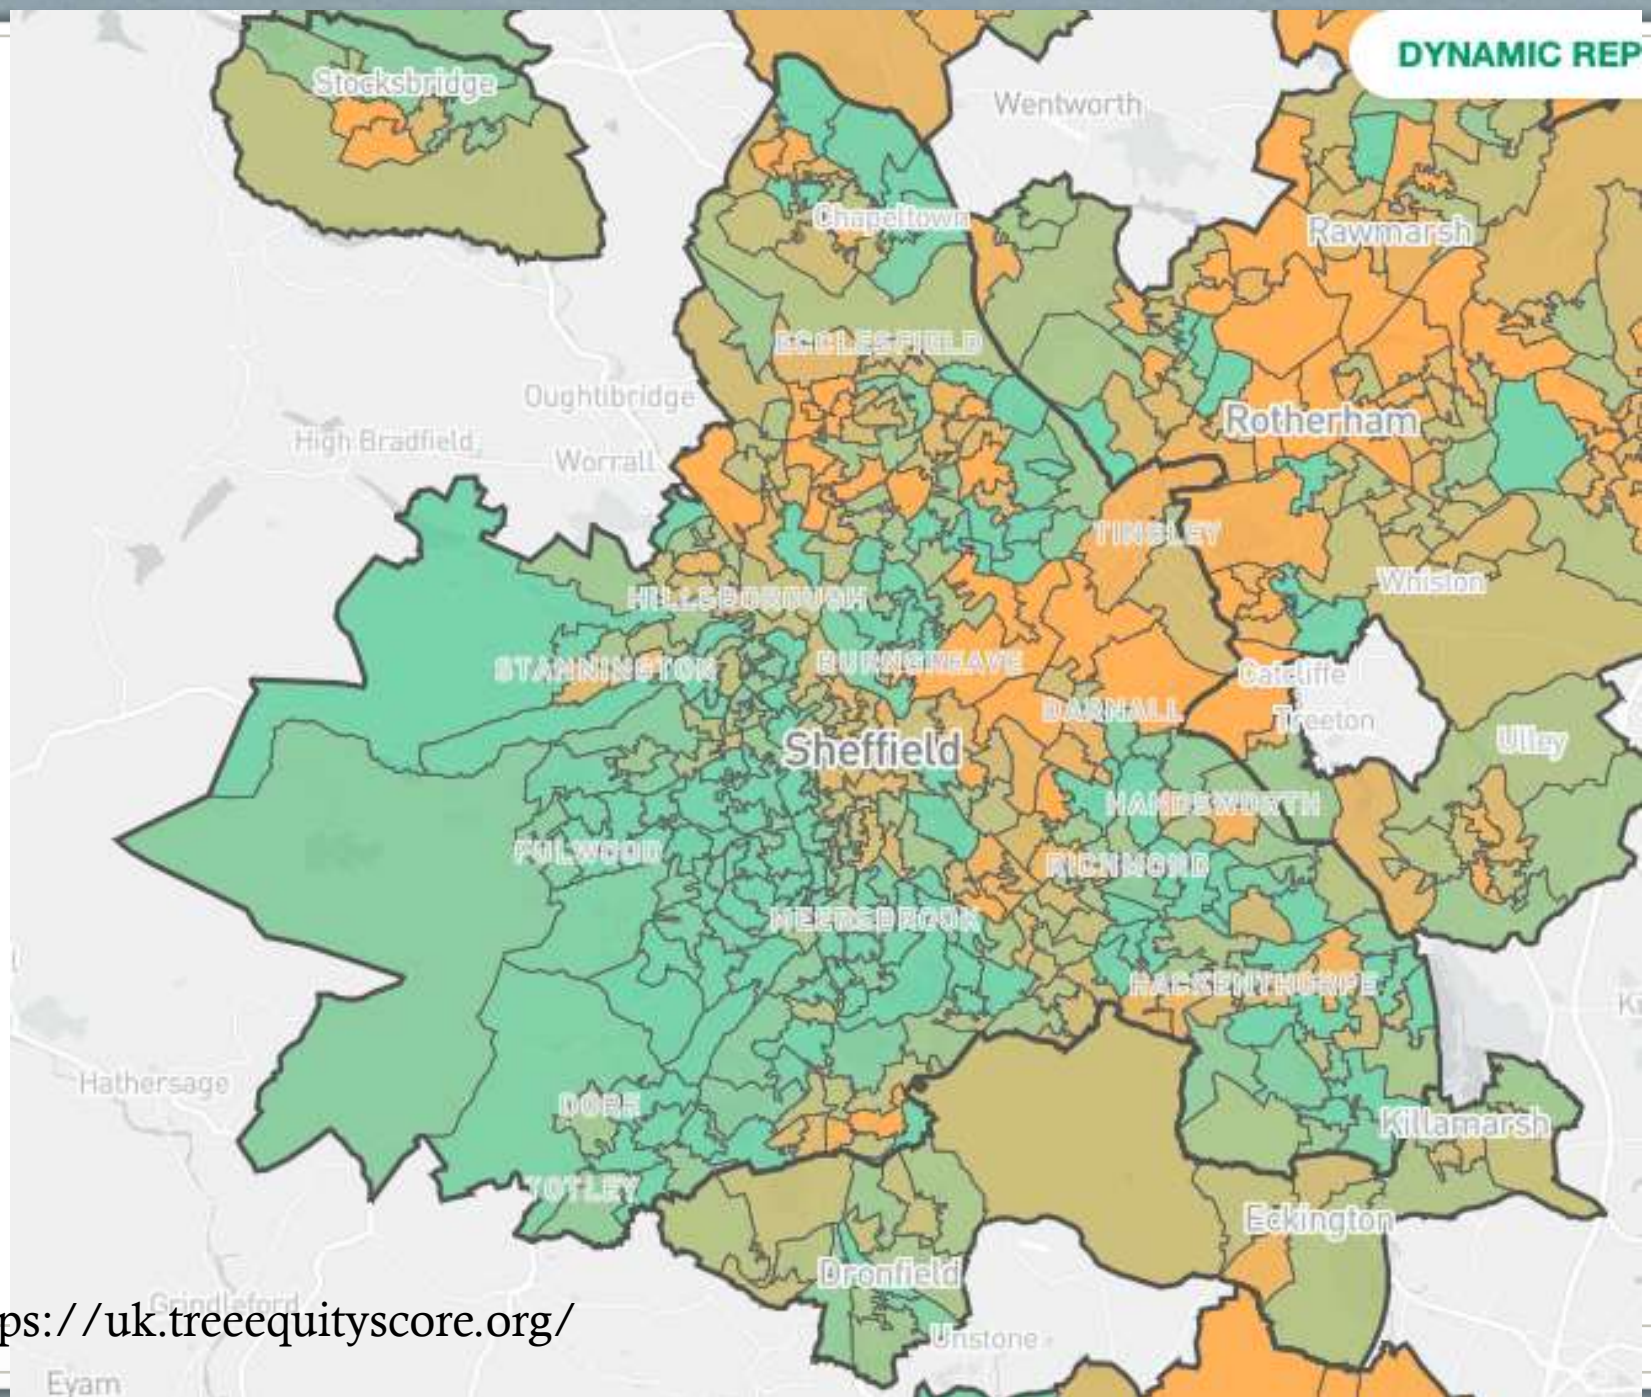 DYNAMIC REP
Stocksbridge
Wentworth
Chapeltown
Rawmarsh
ECCLESFIELD
Oughtibridge
Rotherham
High Bradfield
Worrall
TINSLEY
Whiston
HILLSBOROUGH
STANNINGTON
BURNGREAVE
Catcliffe
DARNALL
Treeton
Sheffield
Ulley
HANDSWORTH
FULWOOD
RICHMOND
MEERSBROOK
HACKENTHORPE
Hathersage
DORE
Killamarsh
TOTLEY
Eckington
Dronfield
Grindleford
ps://uk.treeequityscore.org/
Unstone
Eyam